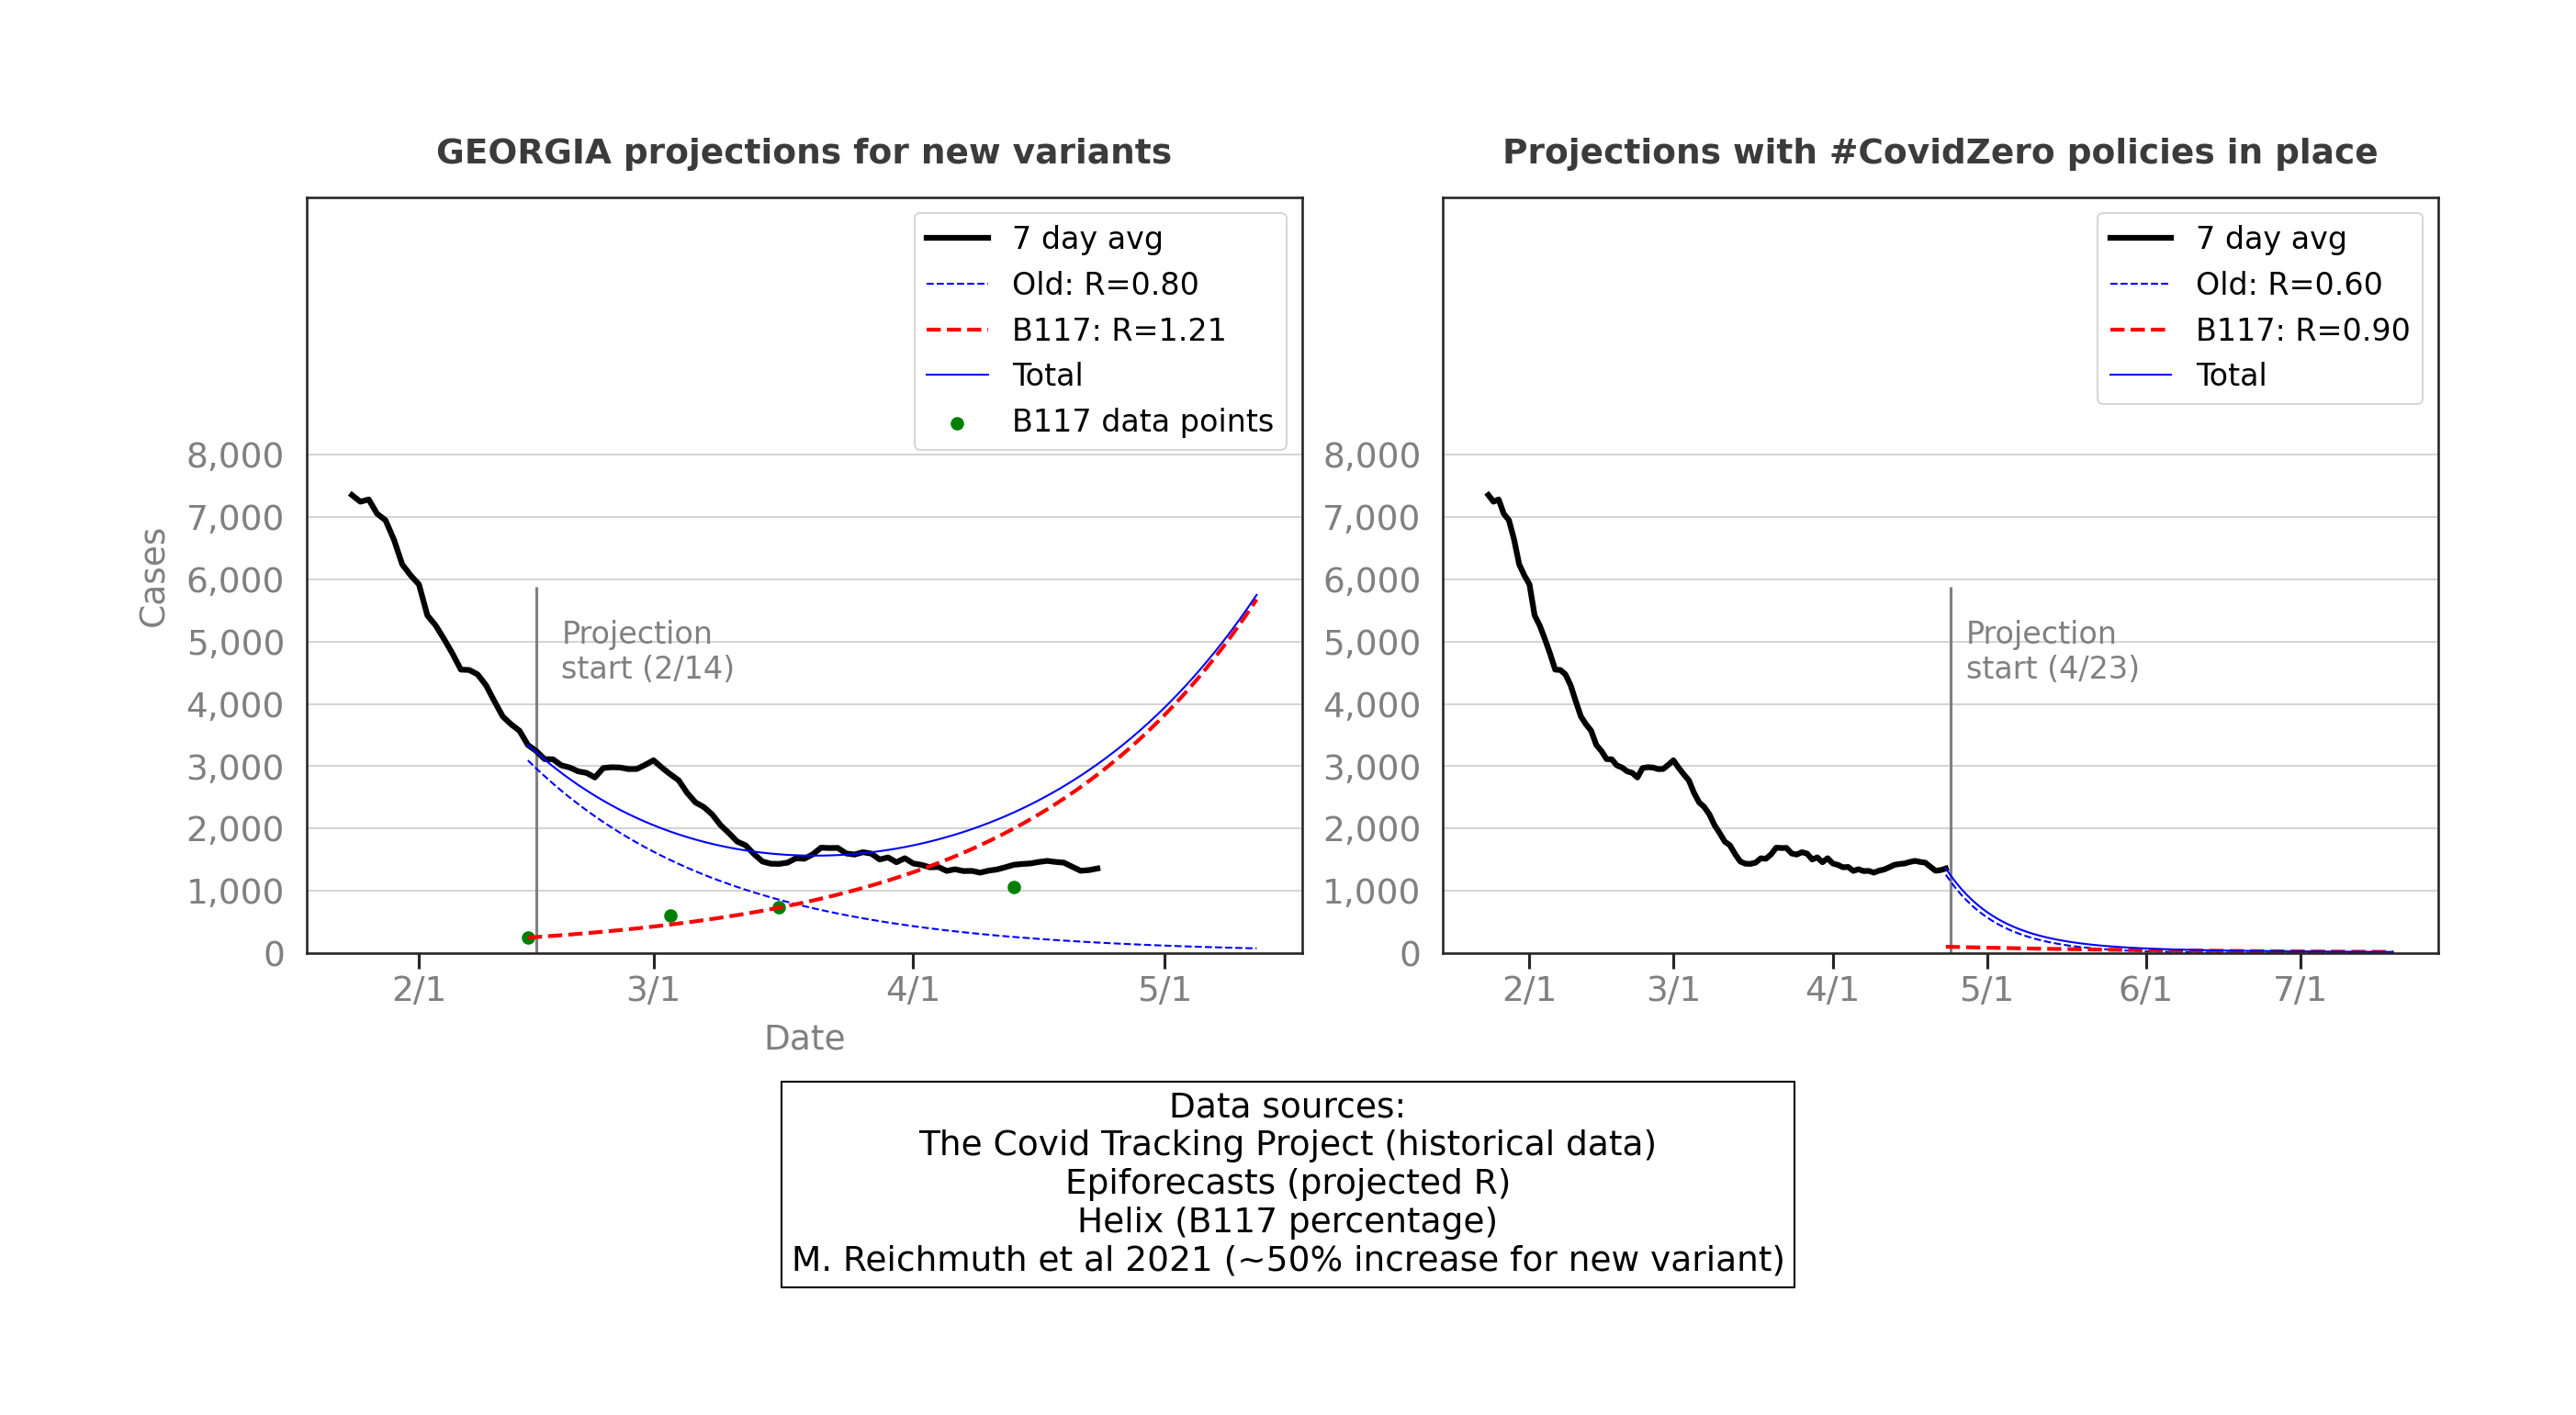 GEORGIA projections for new variants
7 day avg
Old: R=0.80
B117: R=1.21
Total
B117 data points
8,000
7,000
6,000
5,000
4,000
3,000
2,000
1,000
0
Cases
Projection
start (2/14)
2/1
3/1
4/1
5/1
Date
Projections with #CovidZero policies in place
7 day avg
Old: R=0.60
B117: R=0.90
Total
8,000
7,000
6,000
5,000
4,000
3,000
2,000
1,000
0
Projection
start (4/23)
2/1
3/1
4/1
5/1
6/1
7/1
Data sources:
The Covid Tracking Project (historical data)
Epiforecasts (projected R)
Helix (B117 percentage)
M. Reichmuth et al 2021 (~50% increase for new variant)